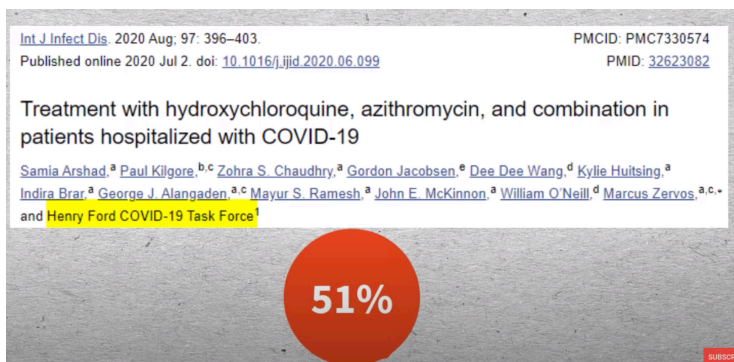 Int J Infect Dis. 2020 Aug; 97: 396–403.
PMCID: PMC7330574
Published online 2020 Jul 2. doi: 10.1016/j.ijid.2020.06.099
PMID: 32623082
Treatment with hydroxychloroquine, azithromycin, and combination in
patients hospitalized with COVID-19
Samia Arshad,a Paul Kilgore,b,c Zohra S. Chaudhry,a Gordon Jacobsen,e Dee Dee Wang,d Kylie Huitsing,a
Indira Brar,a George J. Alangaden,a,c Mayur S. Ramesh,a John E. McKinnon,a William O'Neill,d Marcus Zervos,a,c,*
and Henry Ford COVID-19 Task Force1
51%
SUBSCR